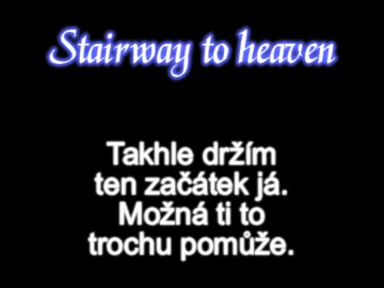 Stairway to heaven
Takhle držím
ten začátek já.
Možná ti to
trochu pomůže.